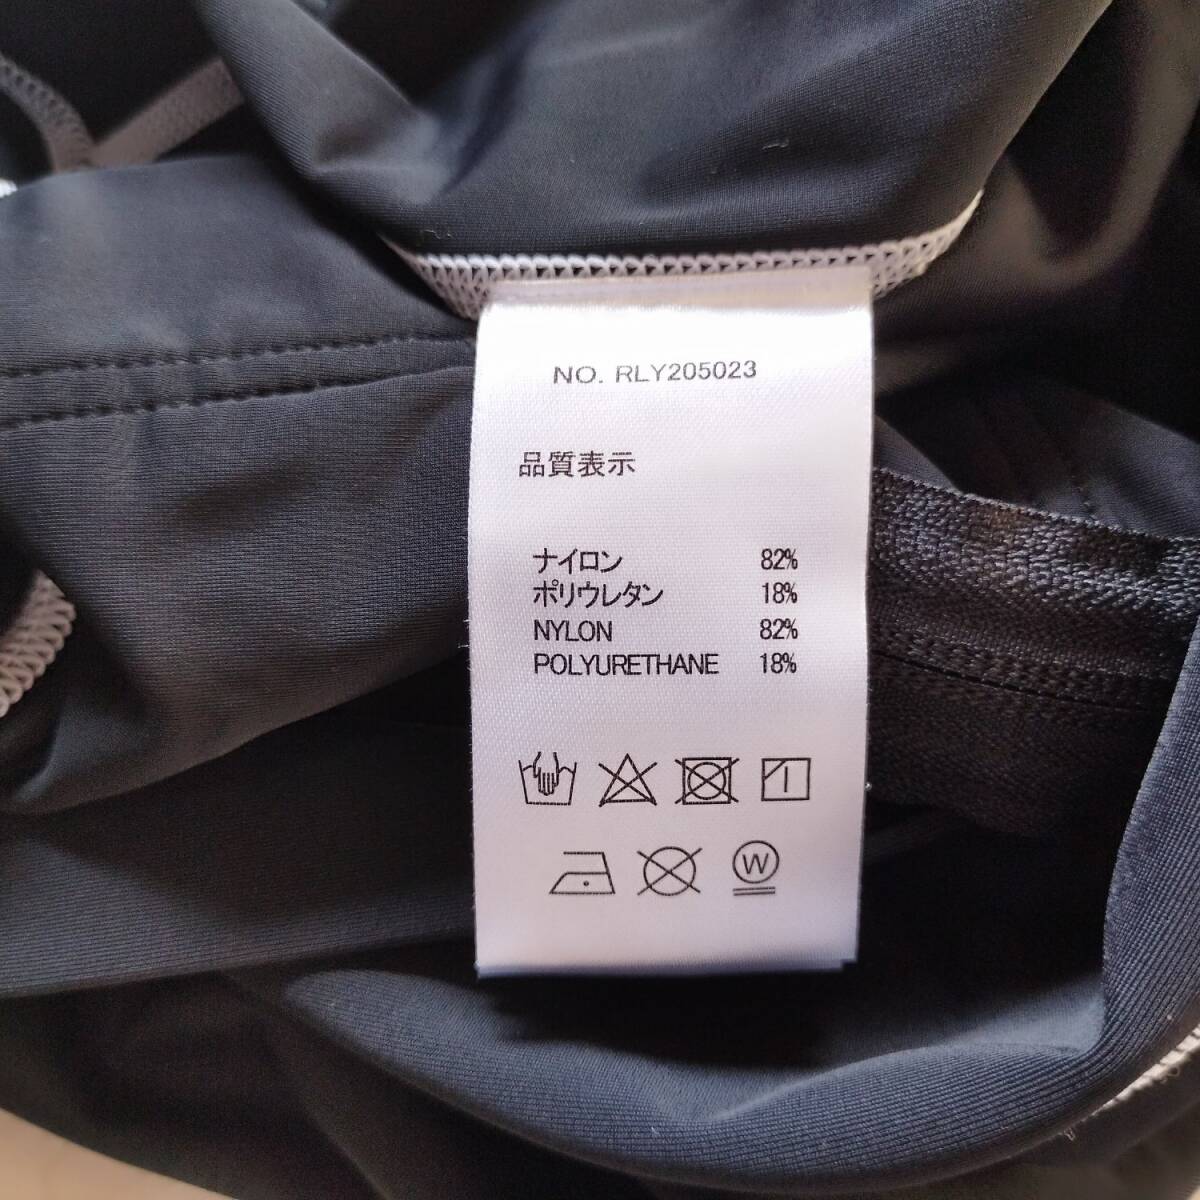 NO. RLY205023
品質表示
ナイロン 82%
ポリウレタン 18%
NYLON 82%
POLYURETHANE 18%
W